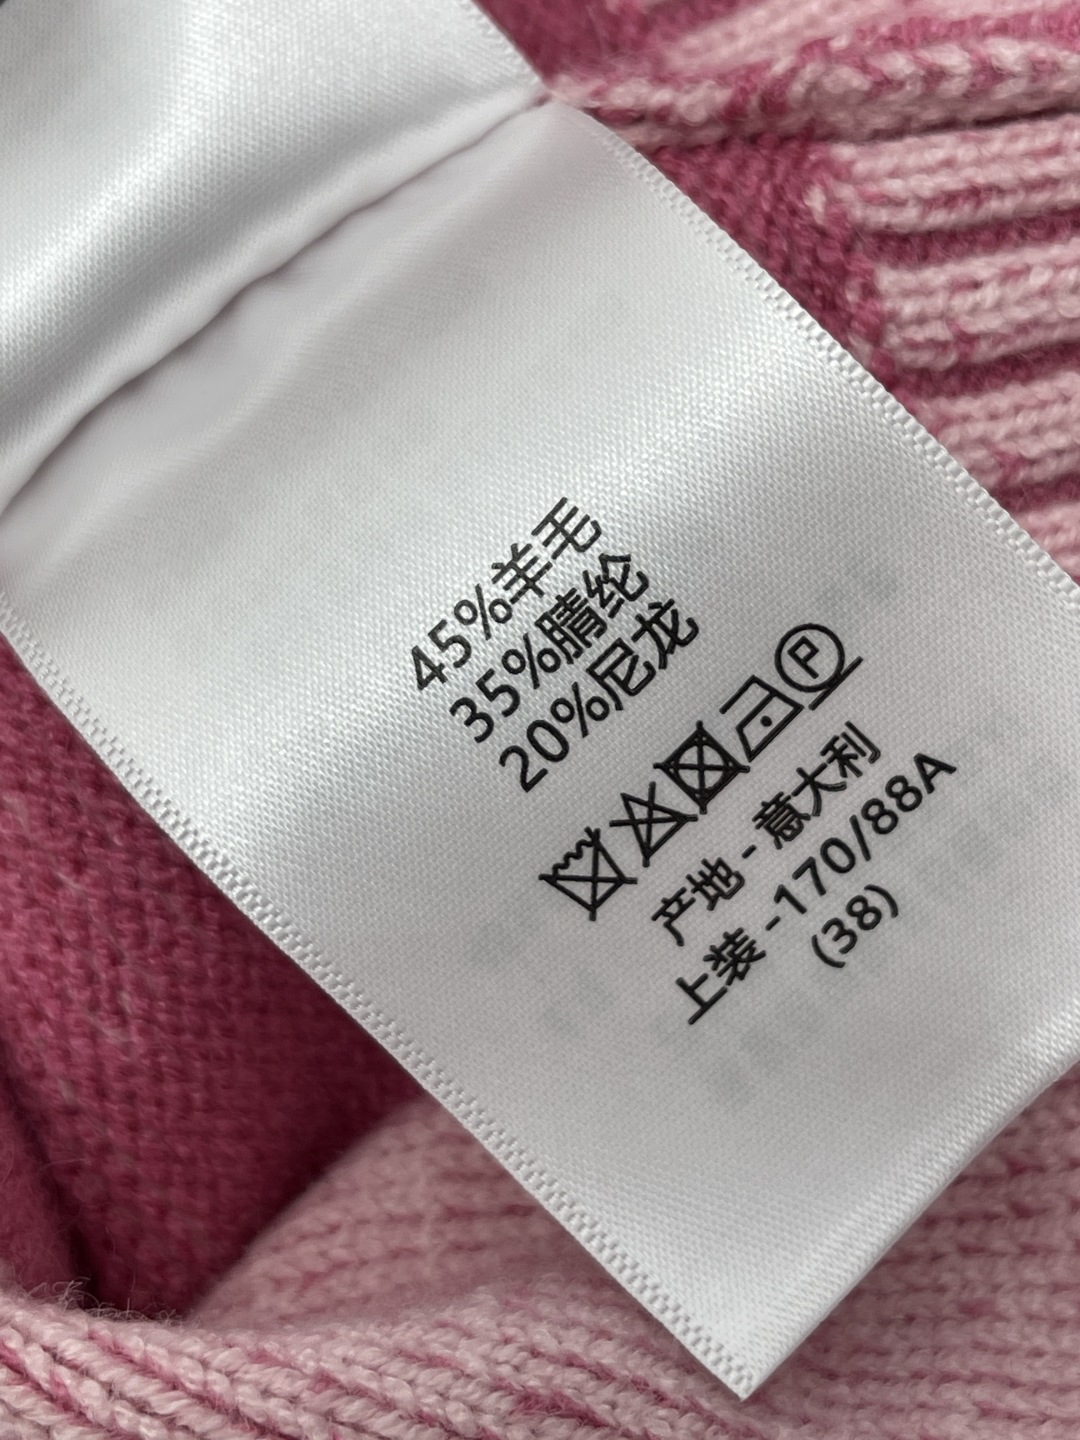 45%羊毛
35%腈纶
20%尼龙
P
产地 - 意大利
上装 -170/88A
(38)